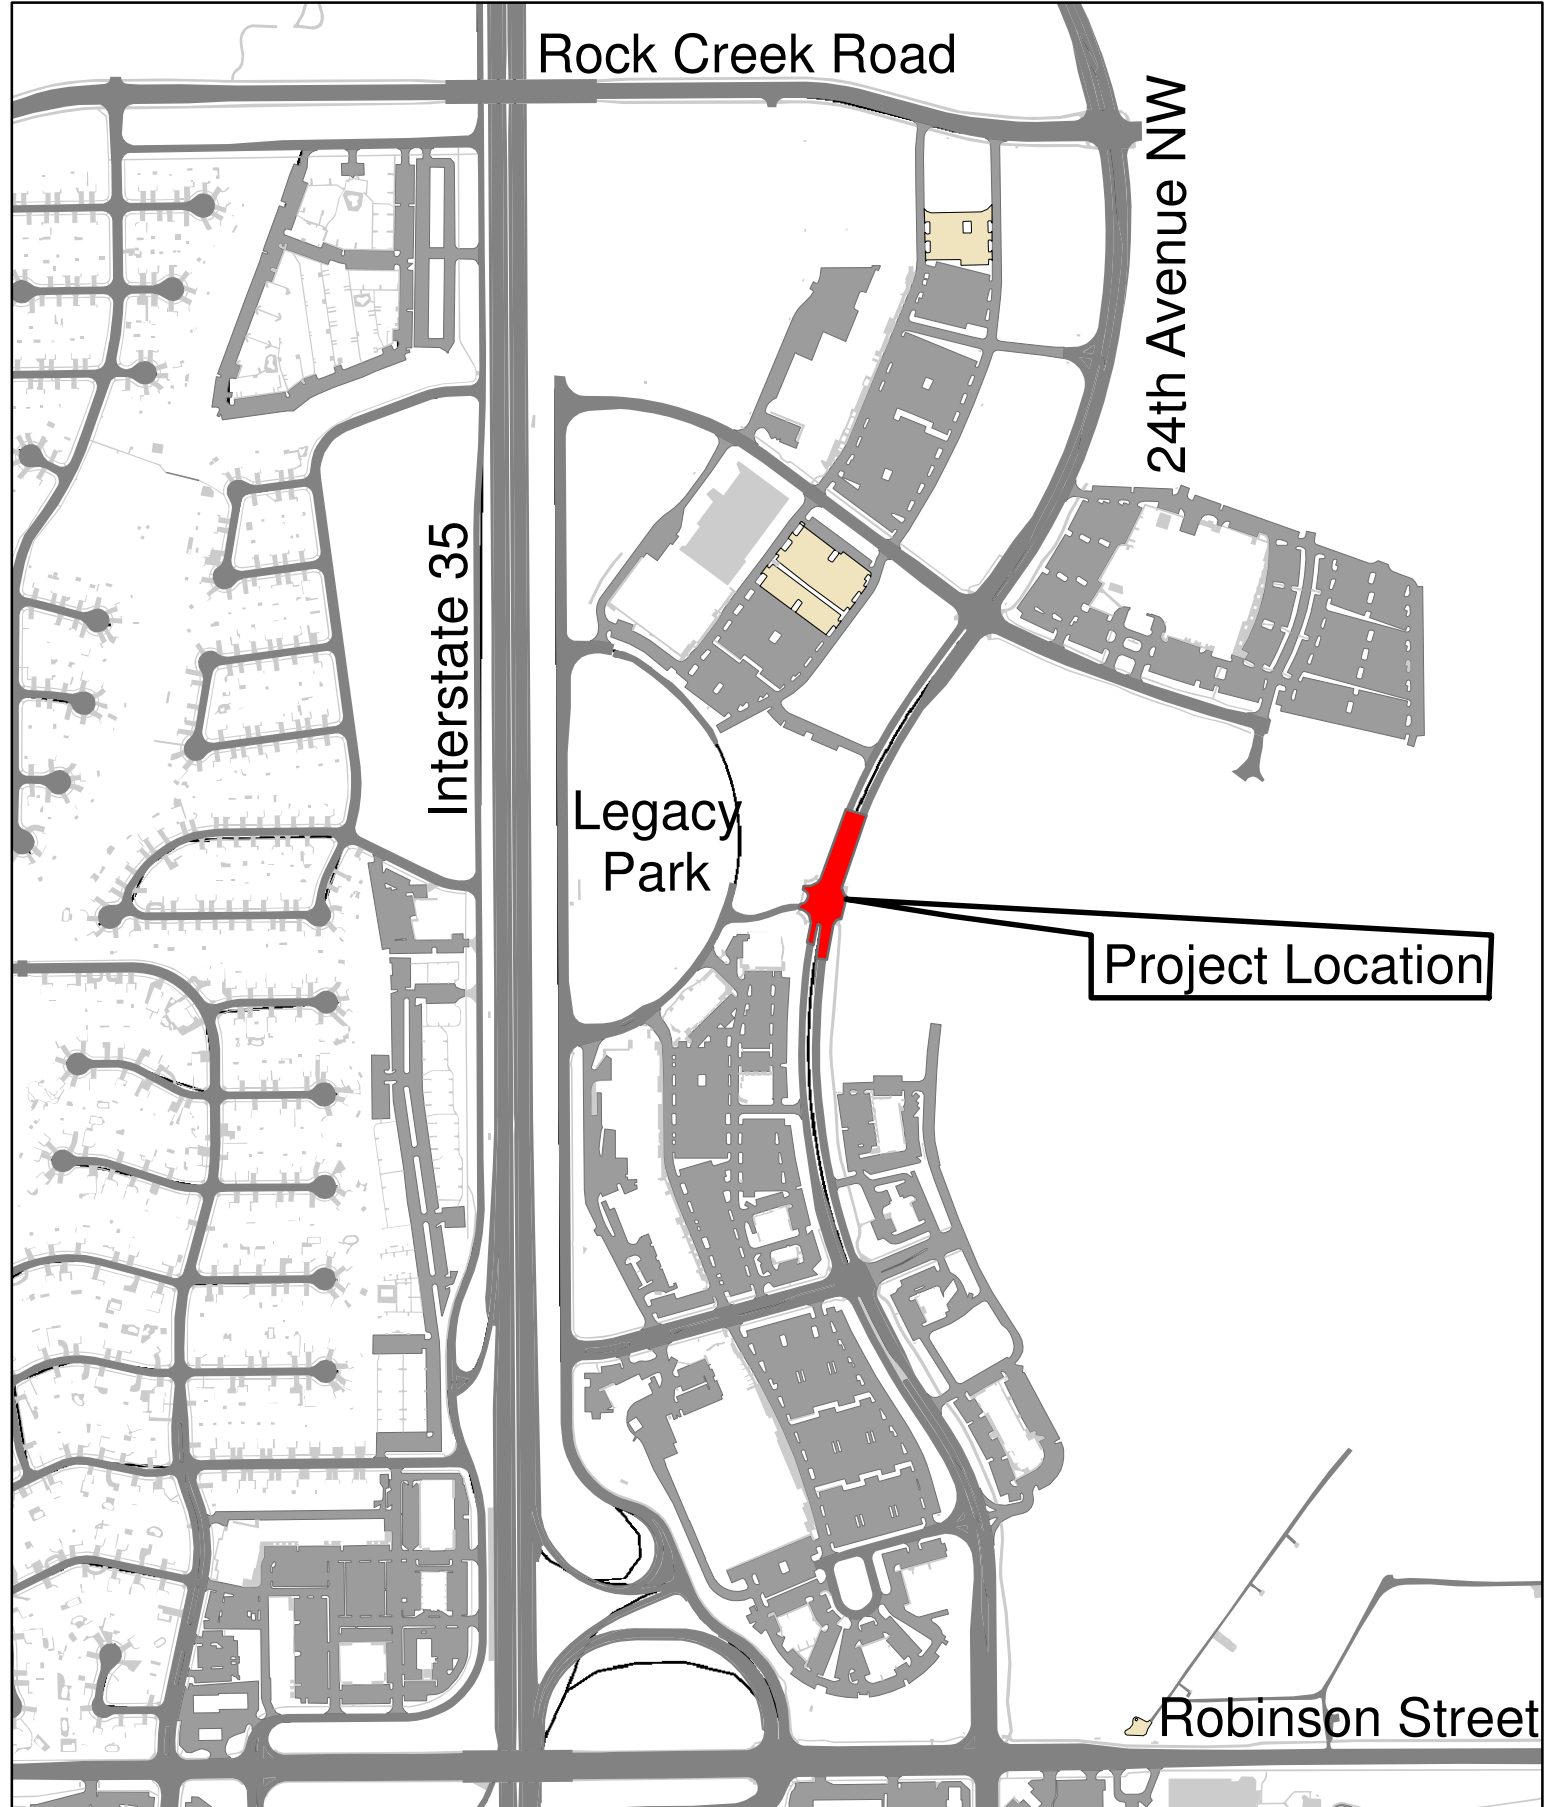 Rock Creek Road
24th Avenue NW
Interstate 35
Legacy
Park
Project Location
Robinson Street